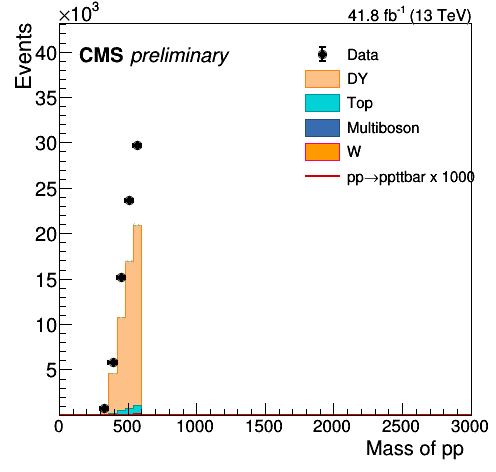 ×10³
41.8 fb⁻¹ (13 TeV)
Events
CMS preliminary
Data
DY
Top
Multiboson
W
pp→ppttbar x 1000
40
35
30
25
20
15
10
5
0 500 1000 1500 2000 2500 3000
Mass of pp